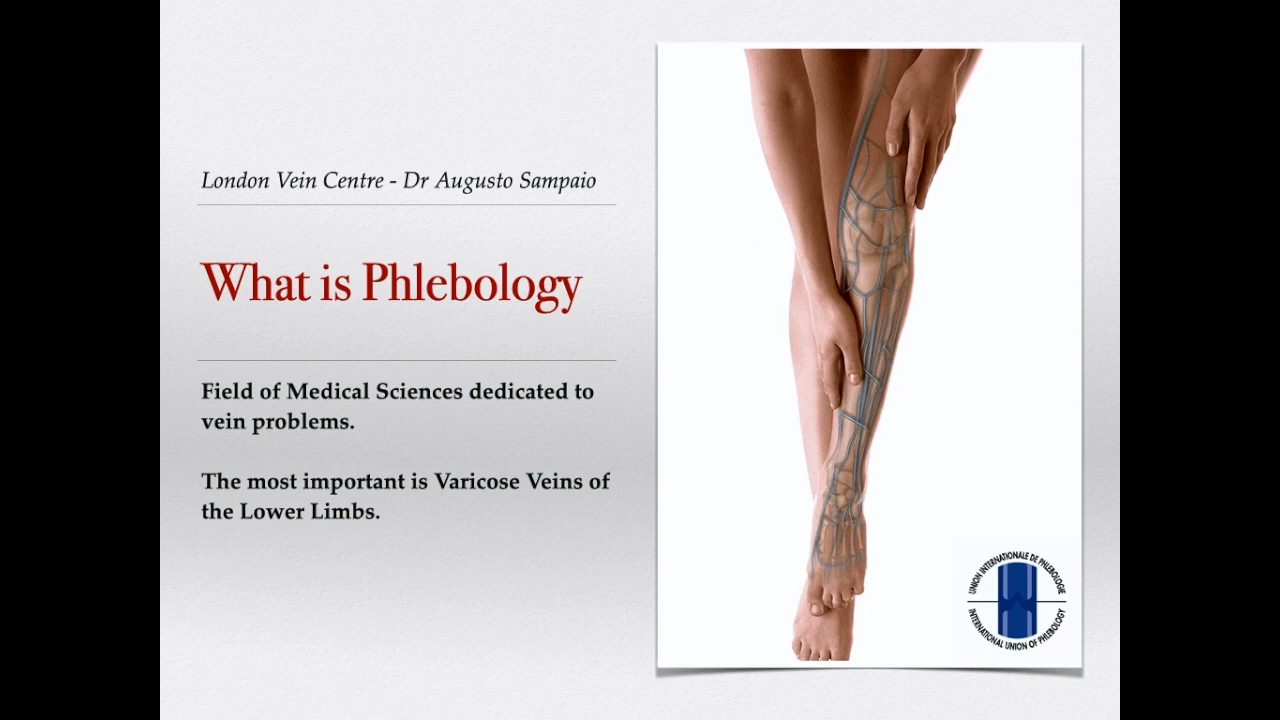 London Vein Centre - Dr Augusto Sampaio
What is Phlebology
Field of Medical Sciences dedicated to
vein problems.
The most important is Varicose Veins of
the Lower Limbs.
UNION INTERNATIONALE DE PHLEBOLOGIE
INTERNATIONAL UNION OF PHLEBOLOGY